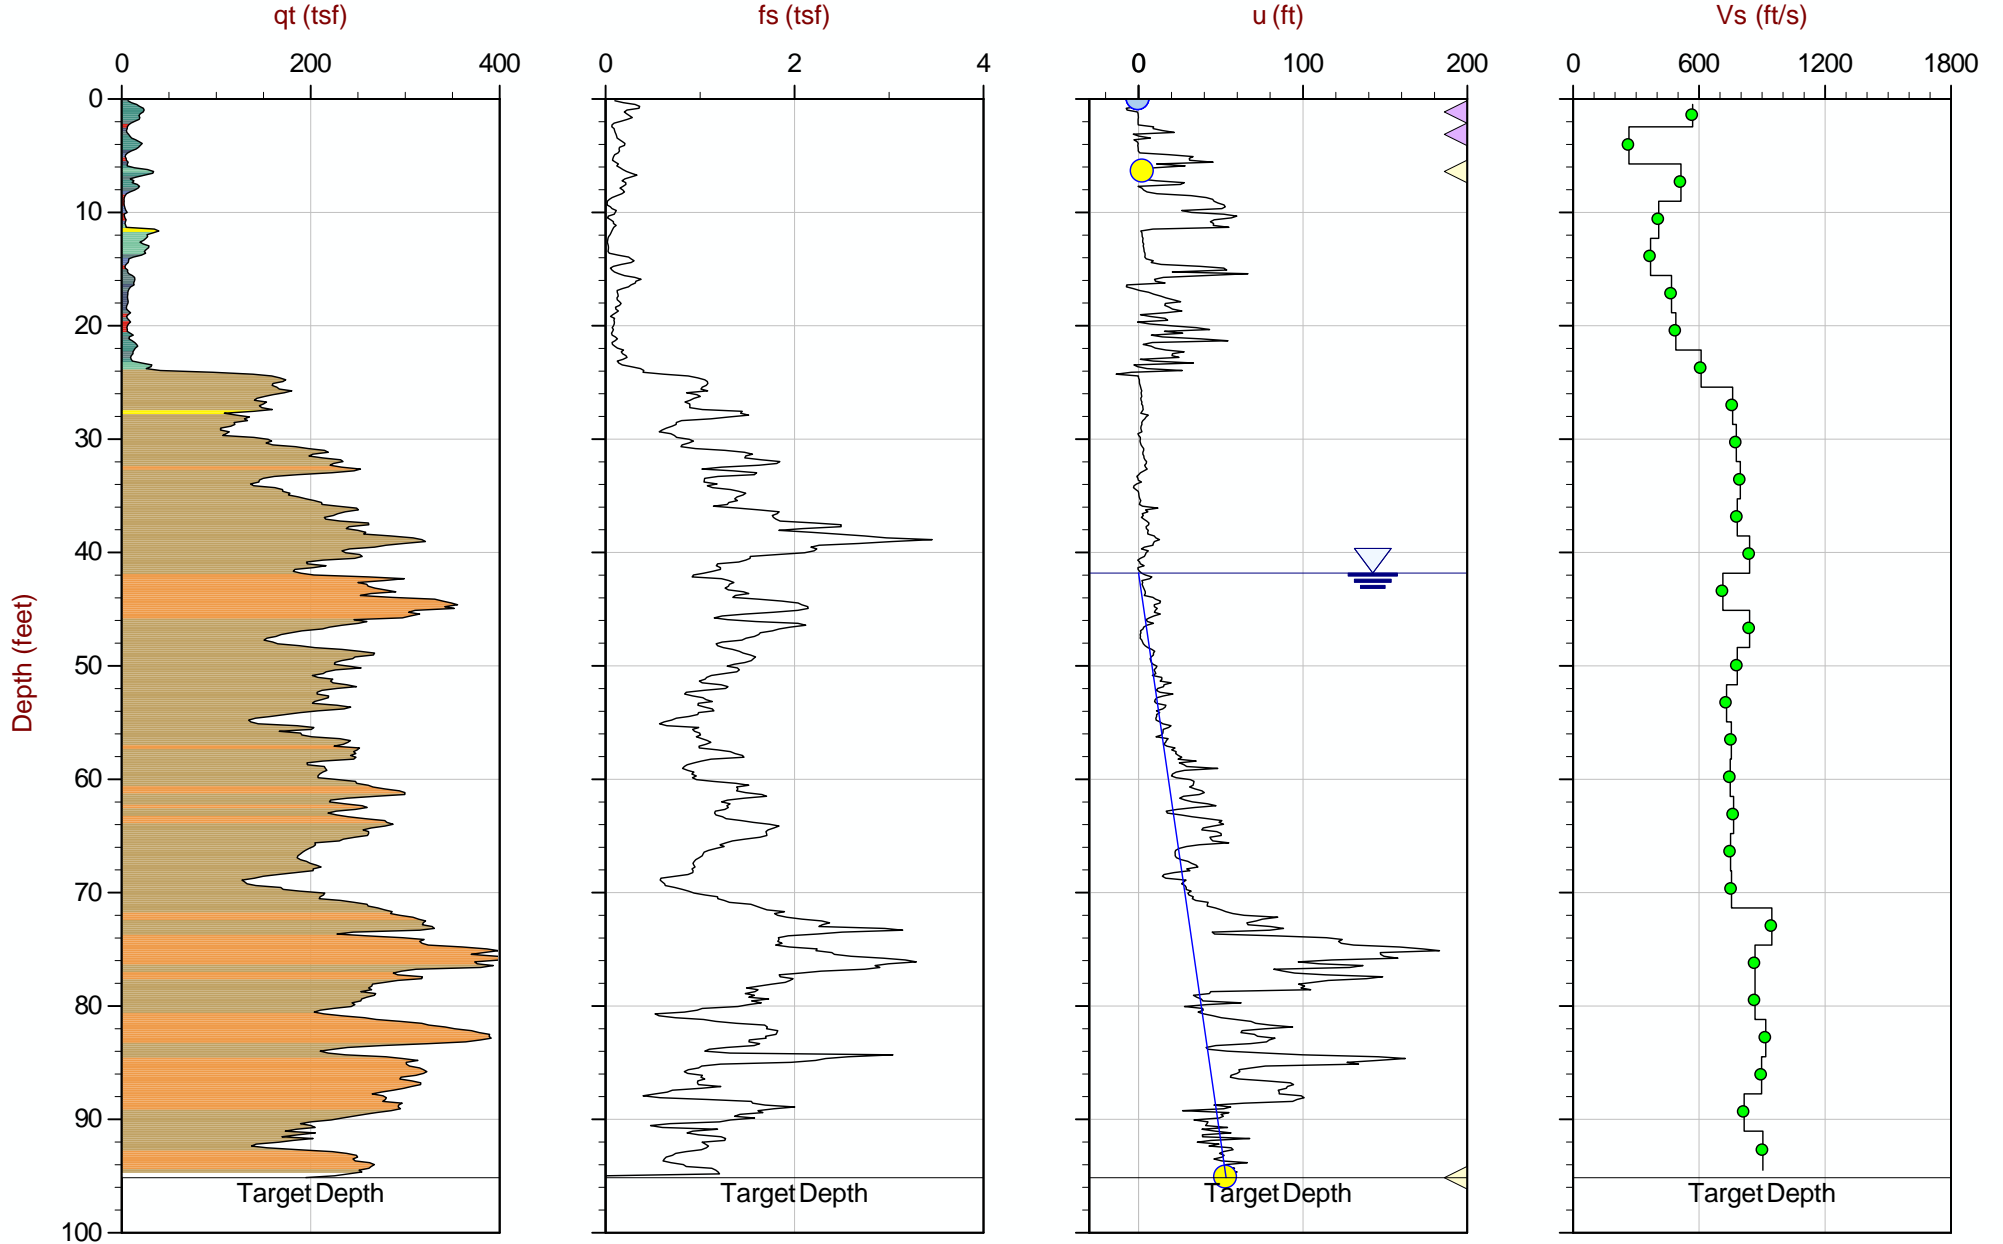 qt (tsf) fs (tsf) u (ft) Vs (ft/s)
0 200 400 0 2 4 0 100 200 0 600 1200 1800
0
10
20
30
40
50
60
70
80
90
100
Depth (feet)
Target Depth Target Depth Target Depth Target Depth